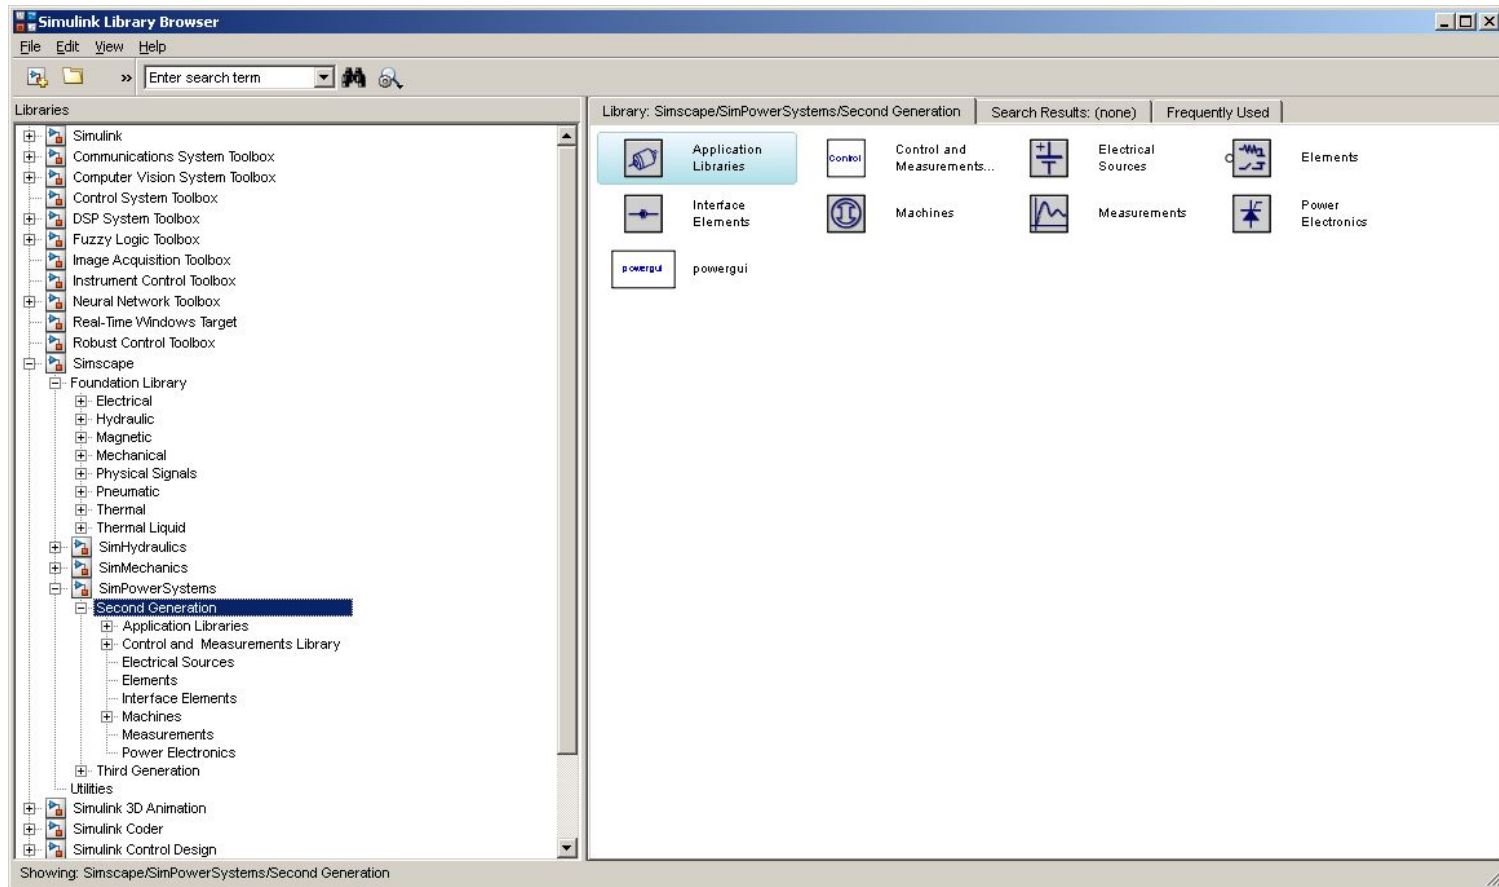 Simulink Library Browser
File Edit View Help
» Enter search term
Libraries
Simulink
Communications System Toolbox
Computer Vision System Toolbox
Control System Toolbox
DSP System Toolbox
Fuzzy Logic Toolbox
Image Acquisition Toolbox
Instrument Control Toolbox
Neural Network Toolbox
Real-Time Windows Target
Robust Control Toolbox
Simscape
Foundation Library
Electrical
Hydraulic
Magnetic
Mechanical
Physical Signals
Pneumatic
Thermal
Thermal Liquid
SimHydraulics
SimMechanics
SimPowerSystems
Second Generation
Application Libraries
Control and Measurements Library
Electrical Sources
Elements
Interface Elements
Machines
Measurements
Power Electronics
Third Generation
Utilities
Simulink 3D Animation
Simulink Coder
Simulink Control Design
Library: Simscape/SimPowerSystems/Second Generation Search Results: (none) Frequently Used
Application
Libraries
Control
Control and
Measurements...
Electrical
Sources
Elements
Interface
Elements
Machines
Measurements
Power
Electronics
powergui
powergui
Showing: Simscape/SimPowerSystems/Second Generation